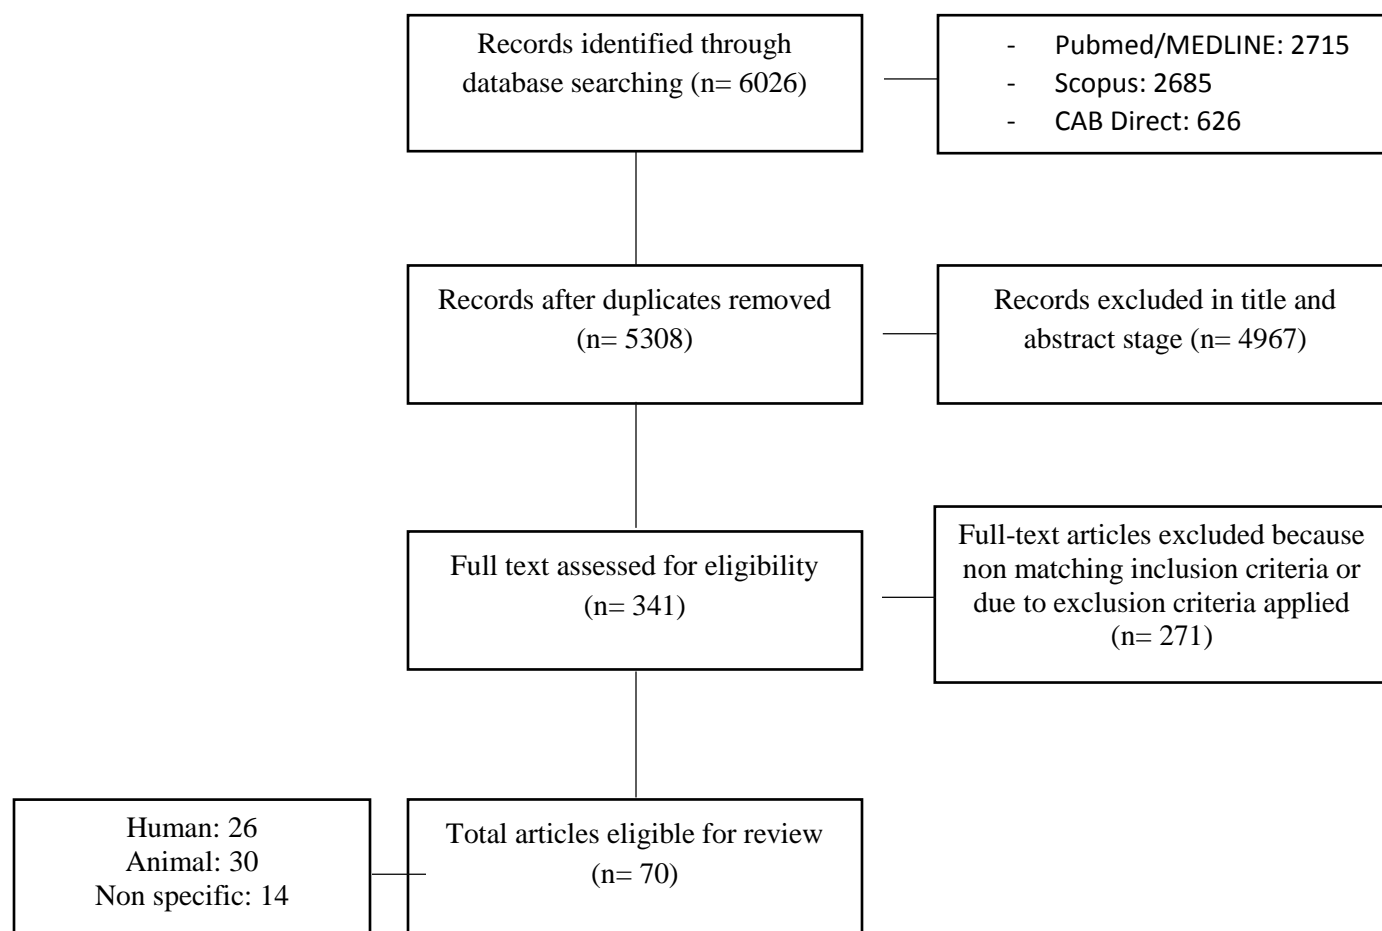 Records identified through
database searching (n= 6026)
- Pubmed/MEDLINE: 2715
- Scopus: 2685
- CAB Direct: 626
Records after duplicates removed
(n= 5308)
Records excluded in title and
abstract stage (n= 4967)
Full text assessed for eligibility
(n= 341)
Full-text articles excluded because
non matching inclusion criteria or
due to exclusion criteria applied
(n= 271)
Human: 26
Animal: 30
Non specific: 14
Total articles eligible for review
(n= 70)